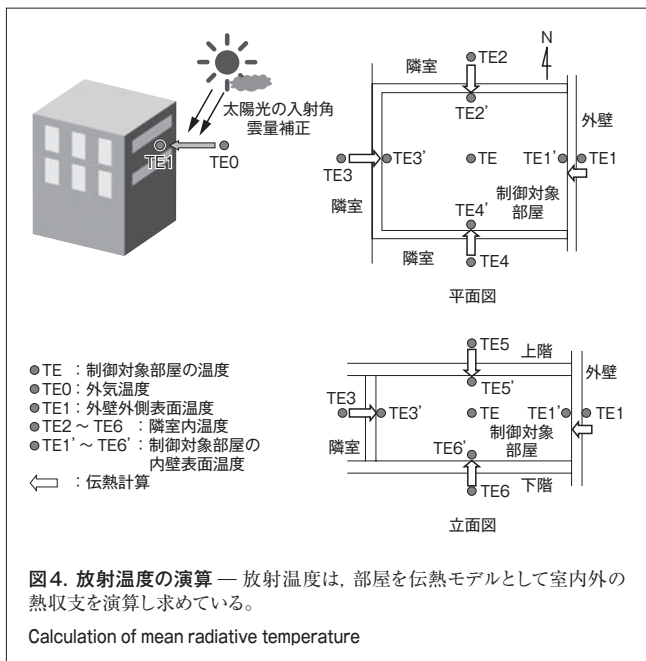 太陽光の入射角
雲量補正
TE1
TE0
N
隣室
TE2
TE2'
外壁
TE3
TE3'
TE
TE1'
TE1
隣室
TE4'
制御対象
部屋
隣室
TE4
平面図
TE : 制御対象部屋の温度
TE0 : 外気温度
TE1 : 外壁外側表面温度
TE2 ~ TE6 : 隣室内温度
TE1' ~ TE6' : 制御対象部屋の
内壁表面温度
: 伝熱計算
TE5
上階
TE5'
外壁
TE3
TE3'
TE
TE1'
TE1
隣室
TE6'
制御対象
部屋
TE6
下階
立面図
図4. 放射温度の演算 — 放射温度は,部屋を伝熱モデルとして室内外の
熱収支を演算し求めている。
Calculation of mean radiative temperature